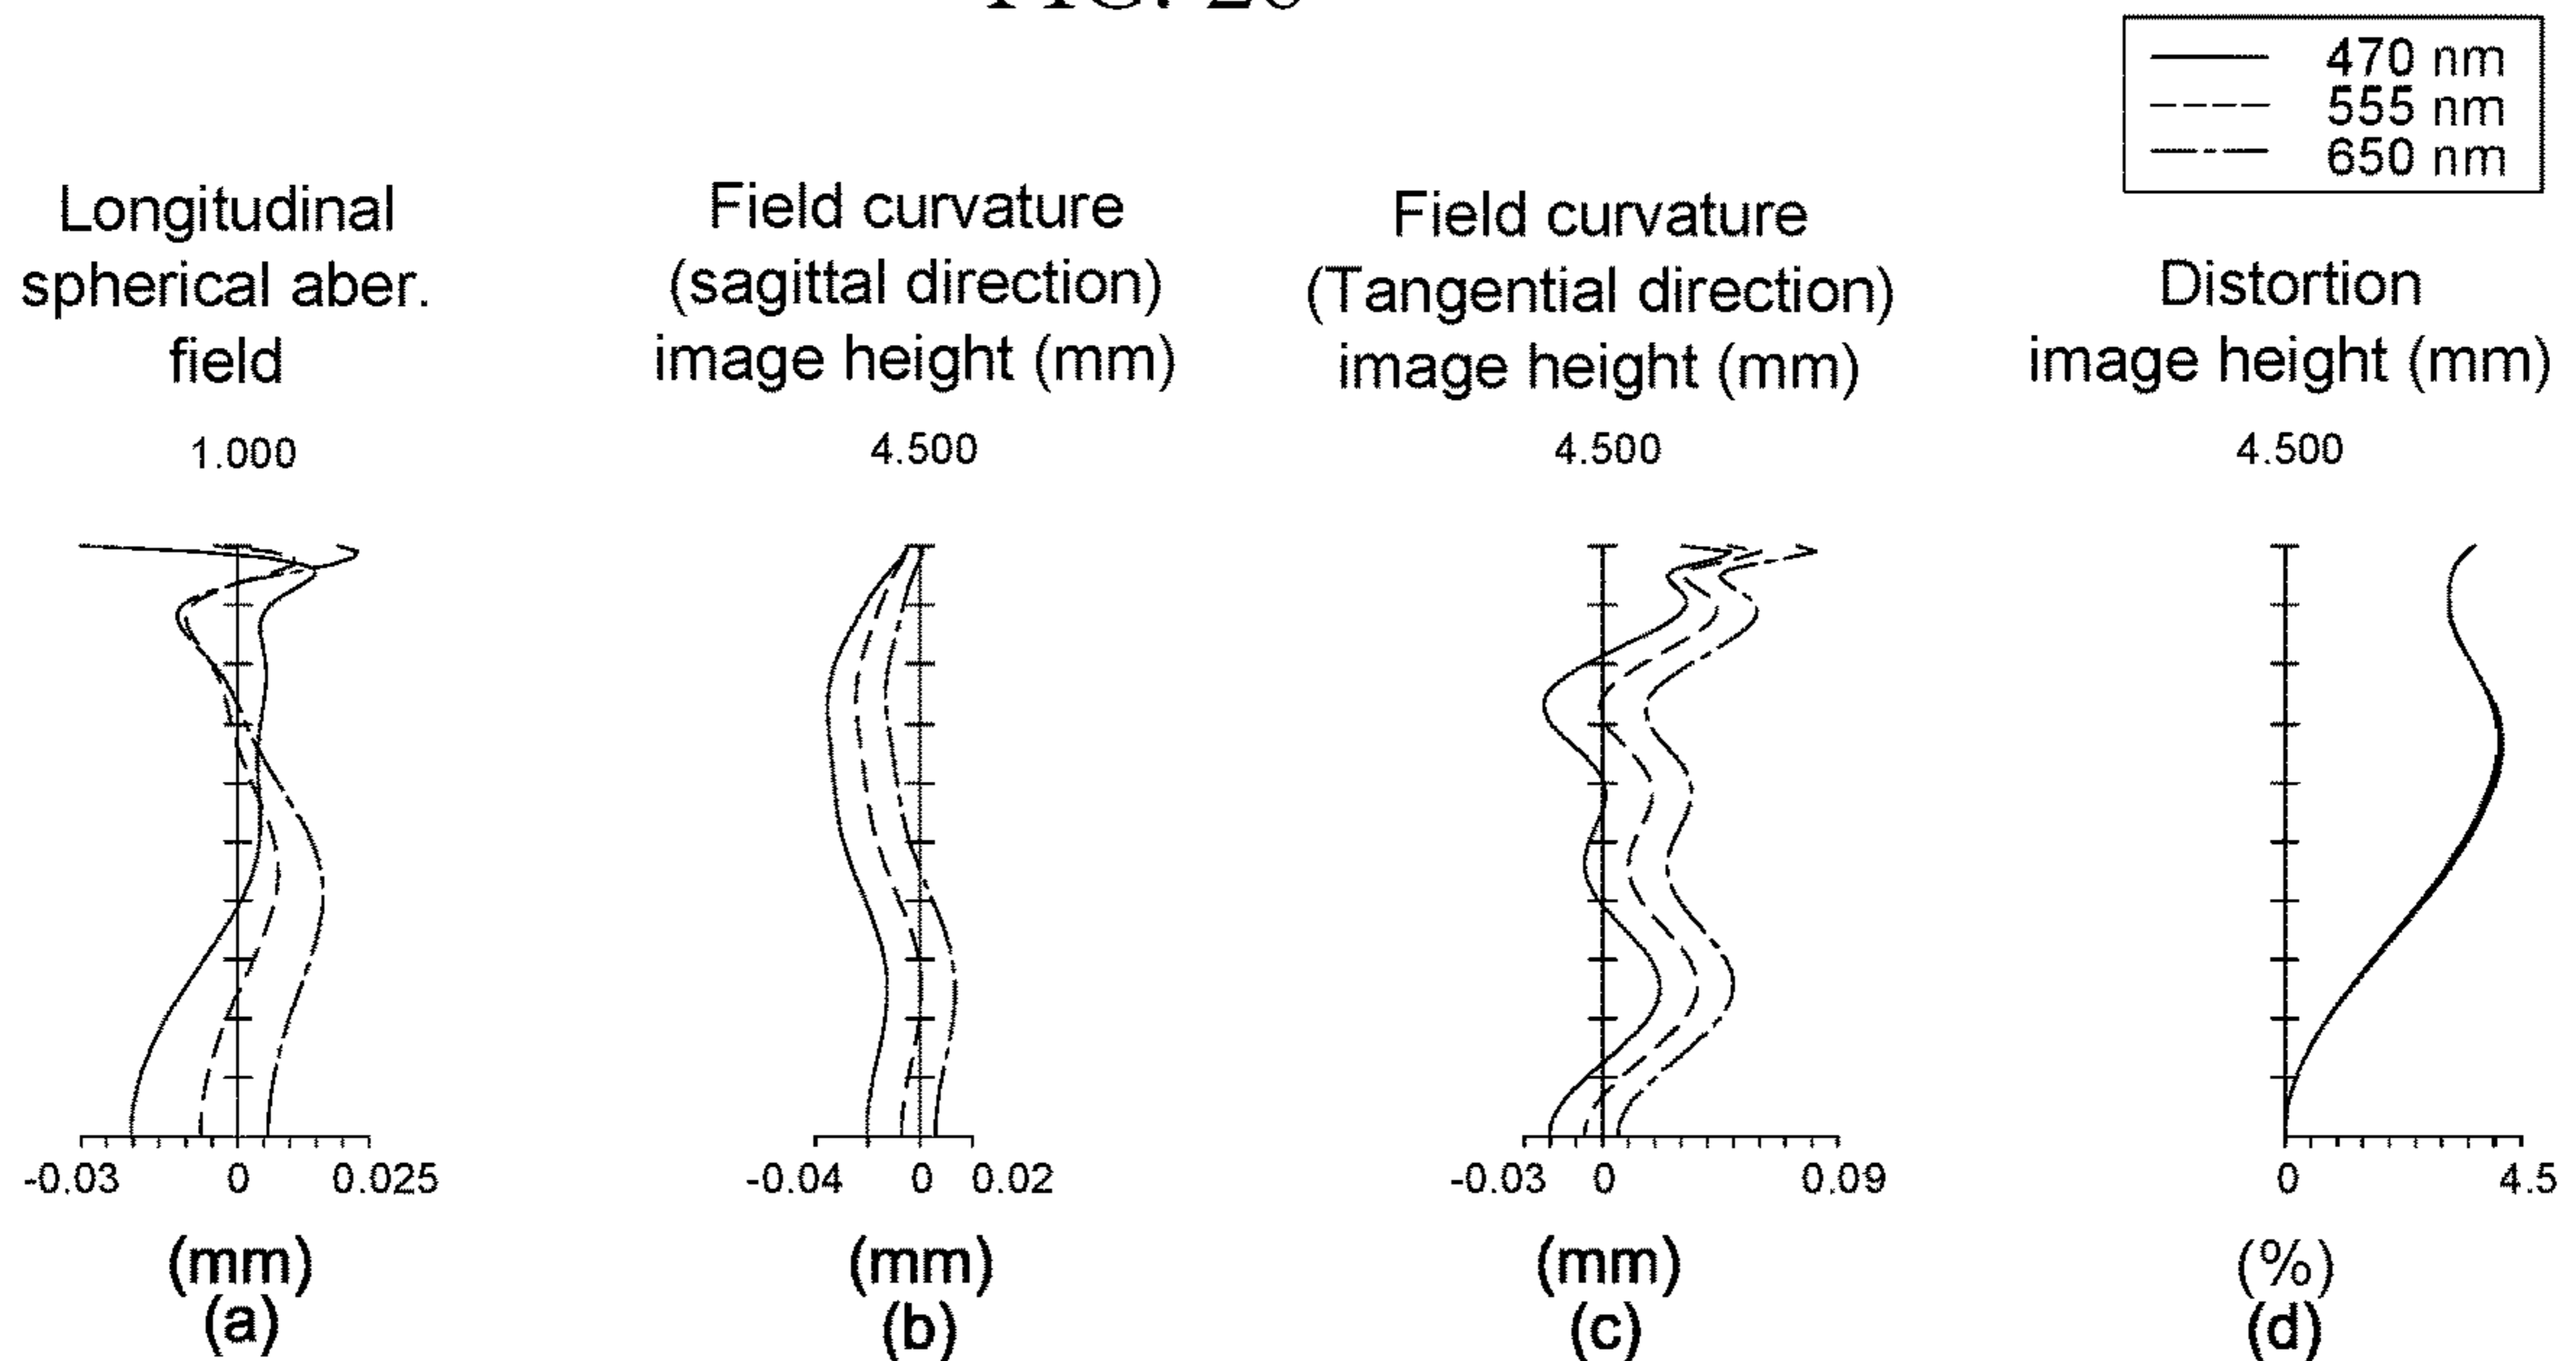 470 nm
555 nm
650 nm
Longitudinal
spherical aber.
field
1.000
Field curvature
(sagittal direction)
image height (mm)
4.500
Field curvature
(Tangential direction)
image height (mm)
4.500
Distortion
image height (mm)
4.500
-0.03 0 0.025
(mm)
(a)
-0.04 0 0.02
(mm)
(b)
-0.03 0 0.09
(mm)
(c)
0 4.5
(%)
(d)